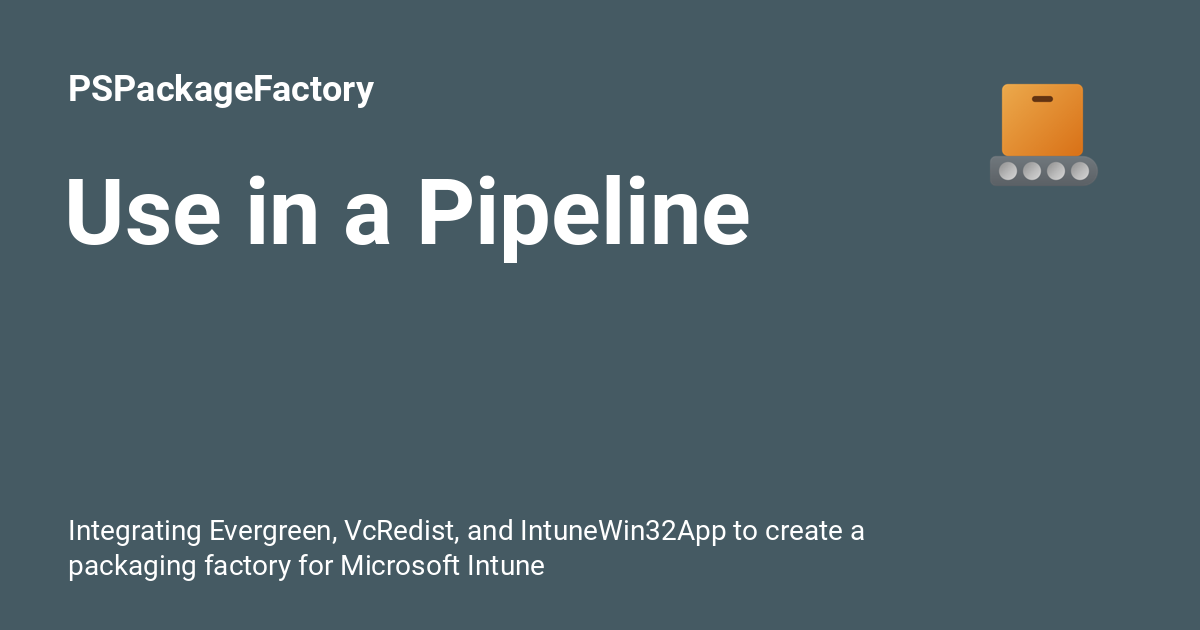 PSPackageFactory
Use in a Pipeline
Integrating Evergreen, VcRedist, and IntuneWin32App to create a
packaging factory for Microsoft Intune